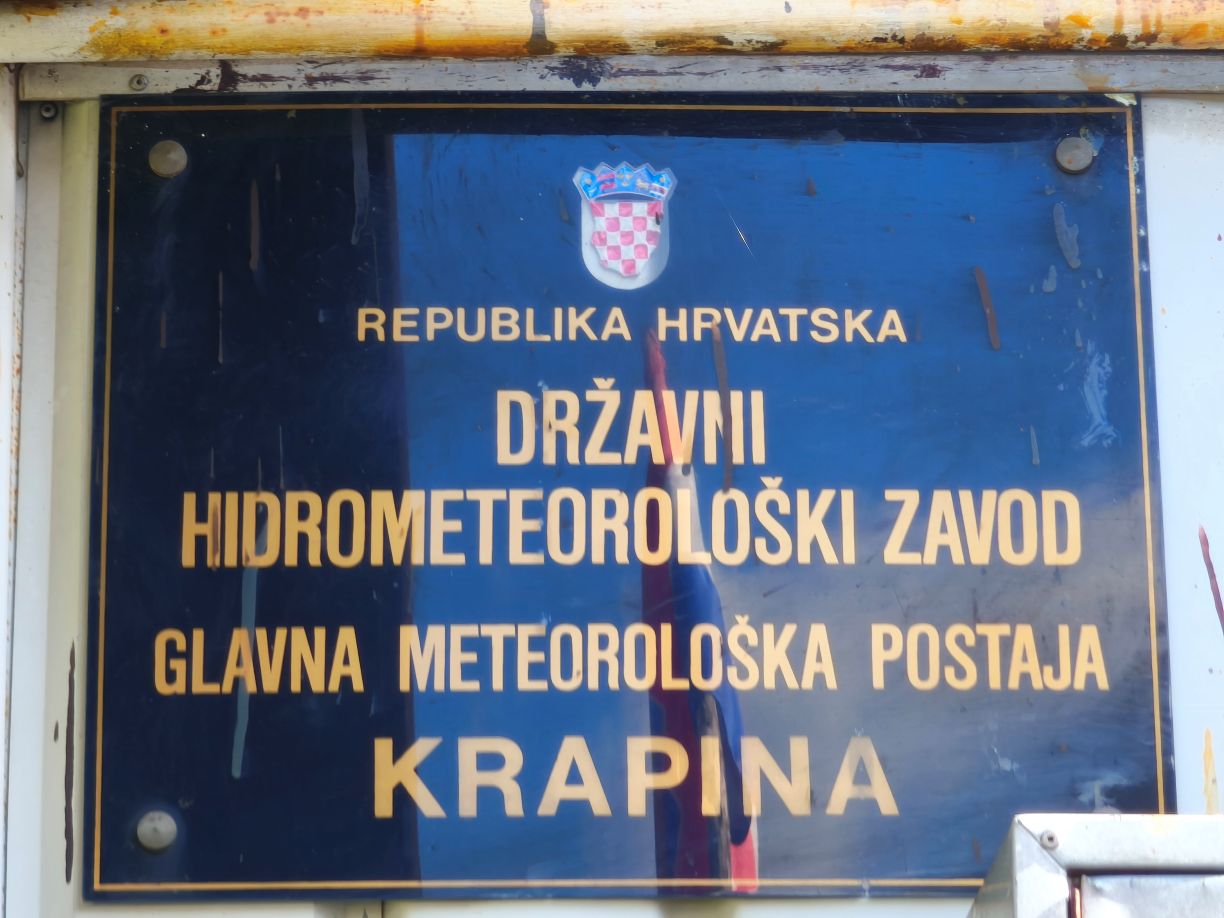 REPUBLIKA HRVATSKA
DRŽAVNI
HIDROMETEOROLOŠKI ZAVOD
GLAVNA METEOROLOŠKA POSTAJA
KRAPINA